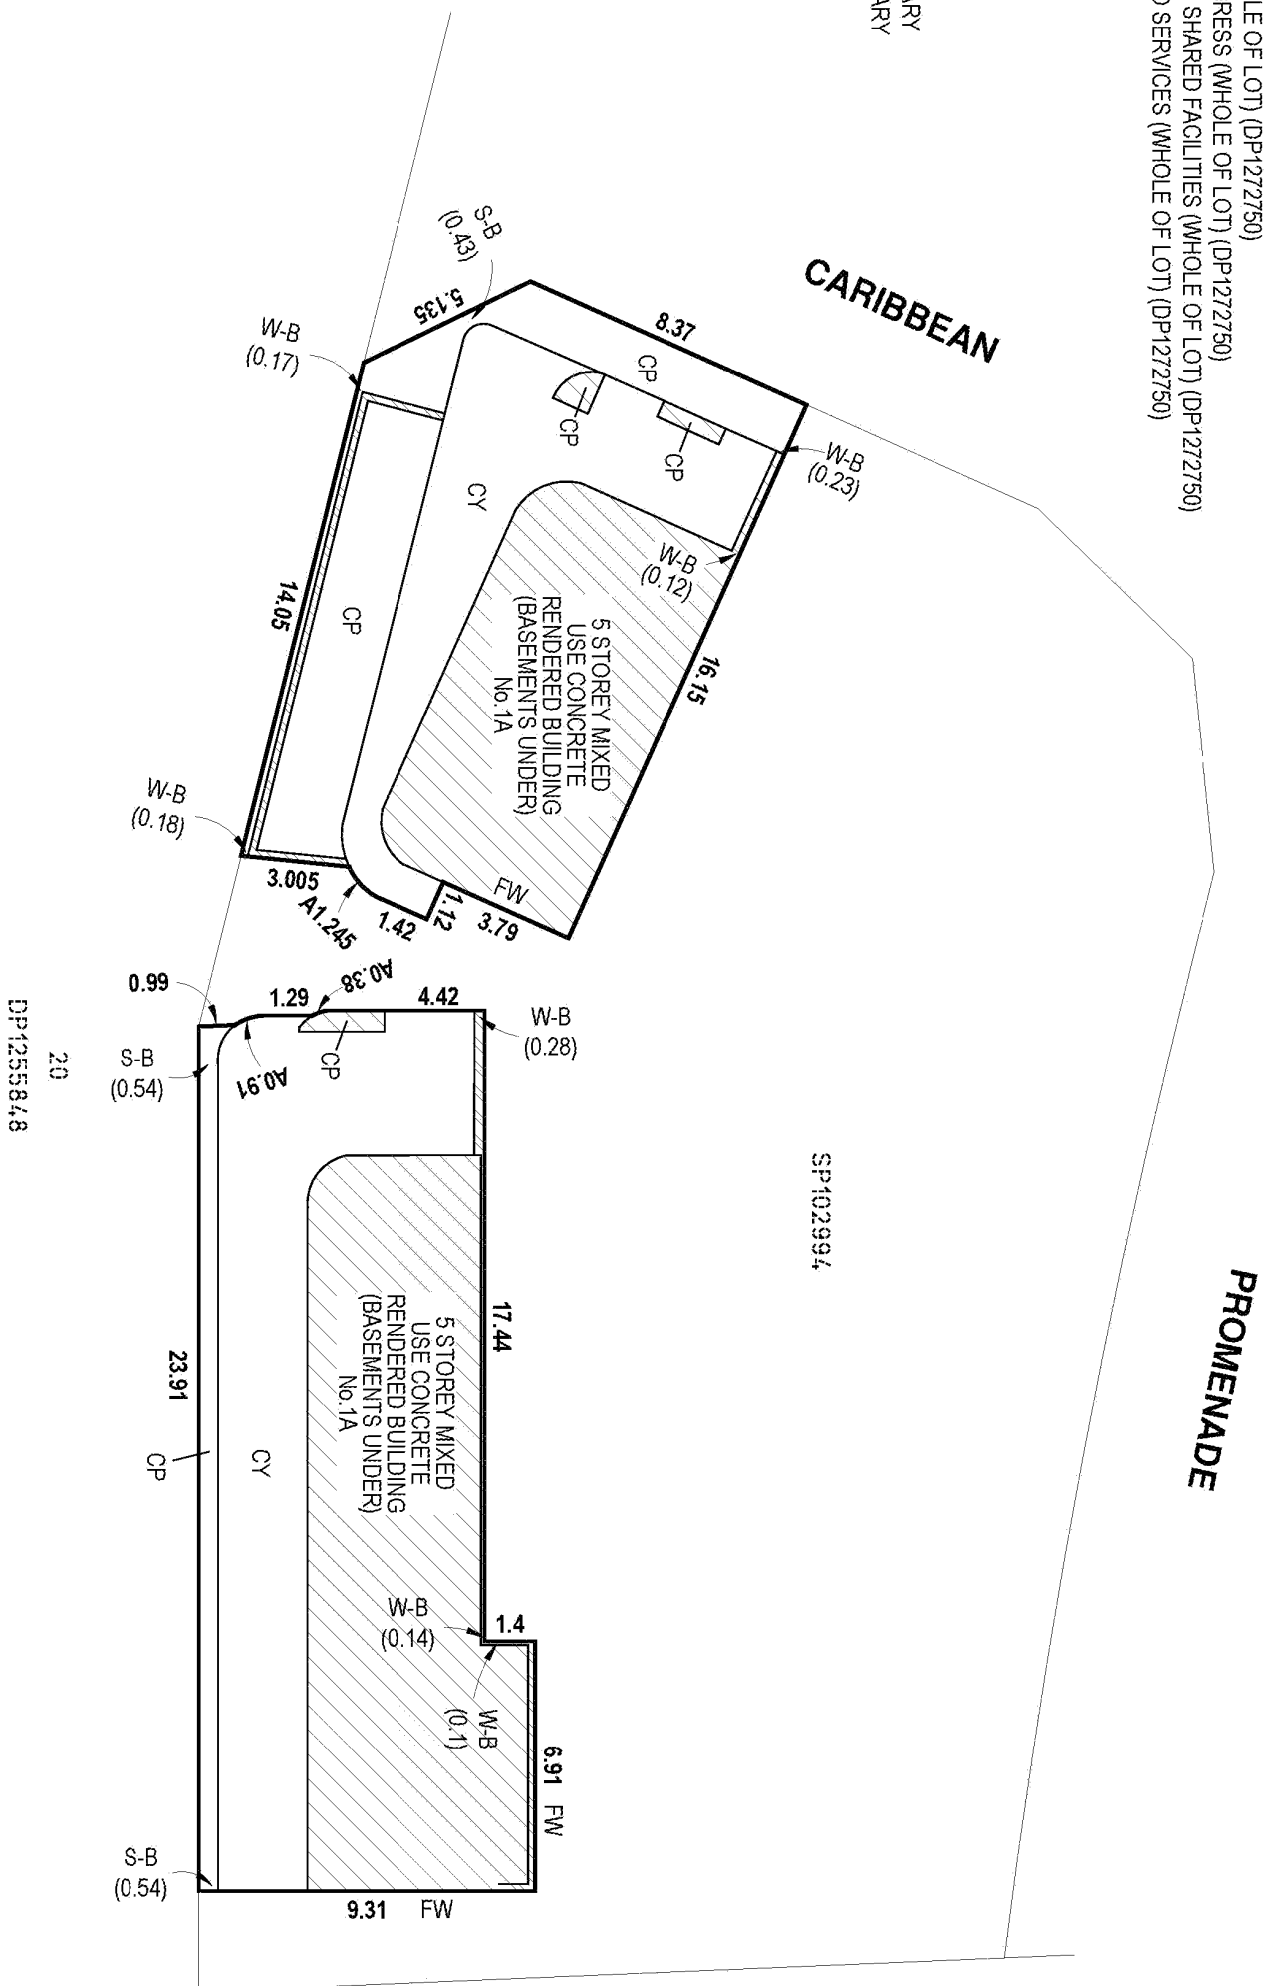 LE OF LOT) (DP1272750)
RESS (WHOLE OF LOT) (DP1272750)
SHARED FACILITIES (WHOLE OF LOT) (DP1272750)
SERVICES (WHOLE OF LOT) (DP1272750)
ARY
ARY
CARIBBEAN
PROMENADE
S-B
(0.43)
5.135
8.37
W-B
(0.17)
CP
CP
CP
W-B
(0.23)
CY
W-B
(0.12)
14.05
CP
5 STOREY MIXED
USE CONCRETE
RENDERED BUILDING
(BASEMENTS UNDER)
No.1A
16.15
W-B
(0.18)
3.005
A1.245
1.42
1.12
FW
3.79
0.99
1.29
A0.38
4.42
W-B
(0.28)
S-B
(0.54)
A0.91
CP
20
DP1255848
SP102994
23.91
CP
CY
5 STOREY MIXED
USE CONCRETE
RENDERED BUILDING
(BASEMENTS UNDER)
No.1A
17.44
W-B
(0.14)
1.4
W-B
(0.1)
6.91 FW
S-B
(0.54)
9.31 FW